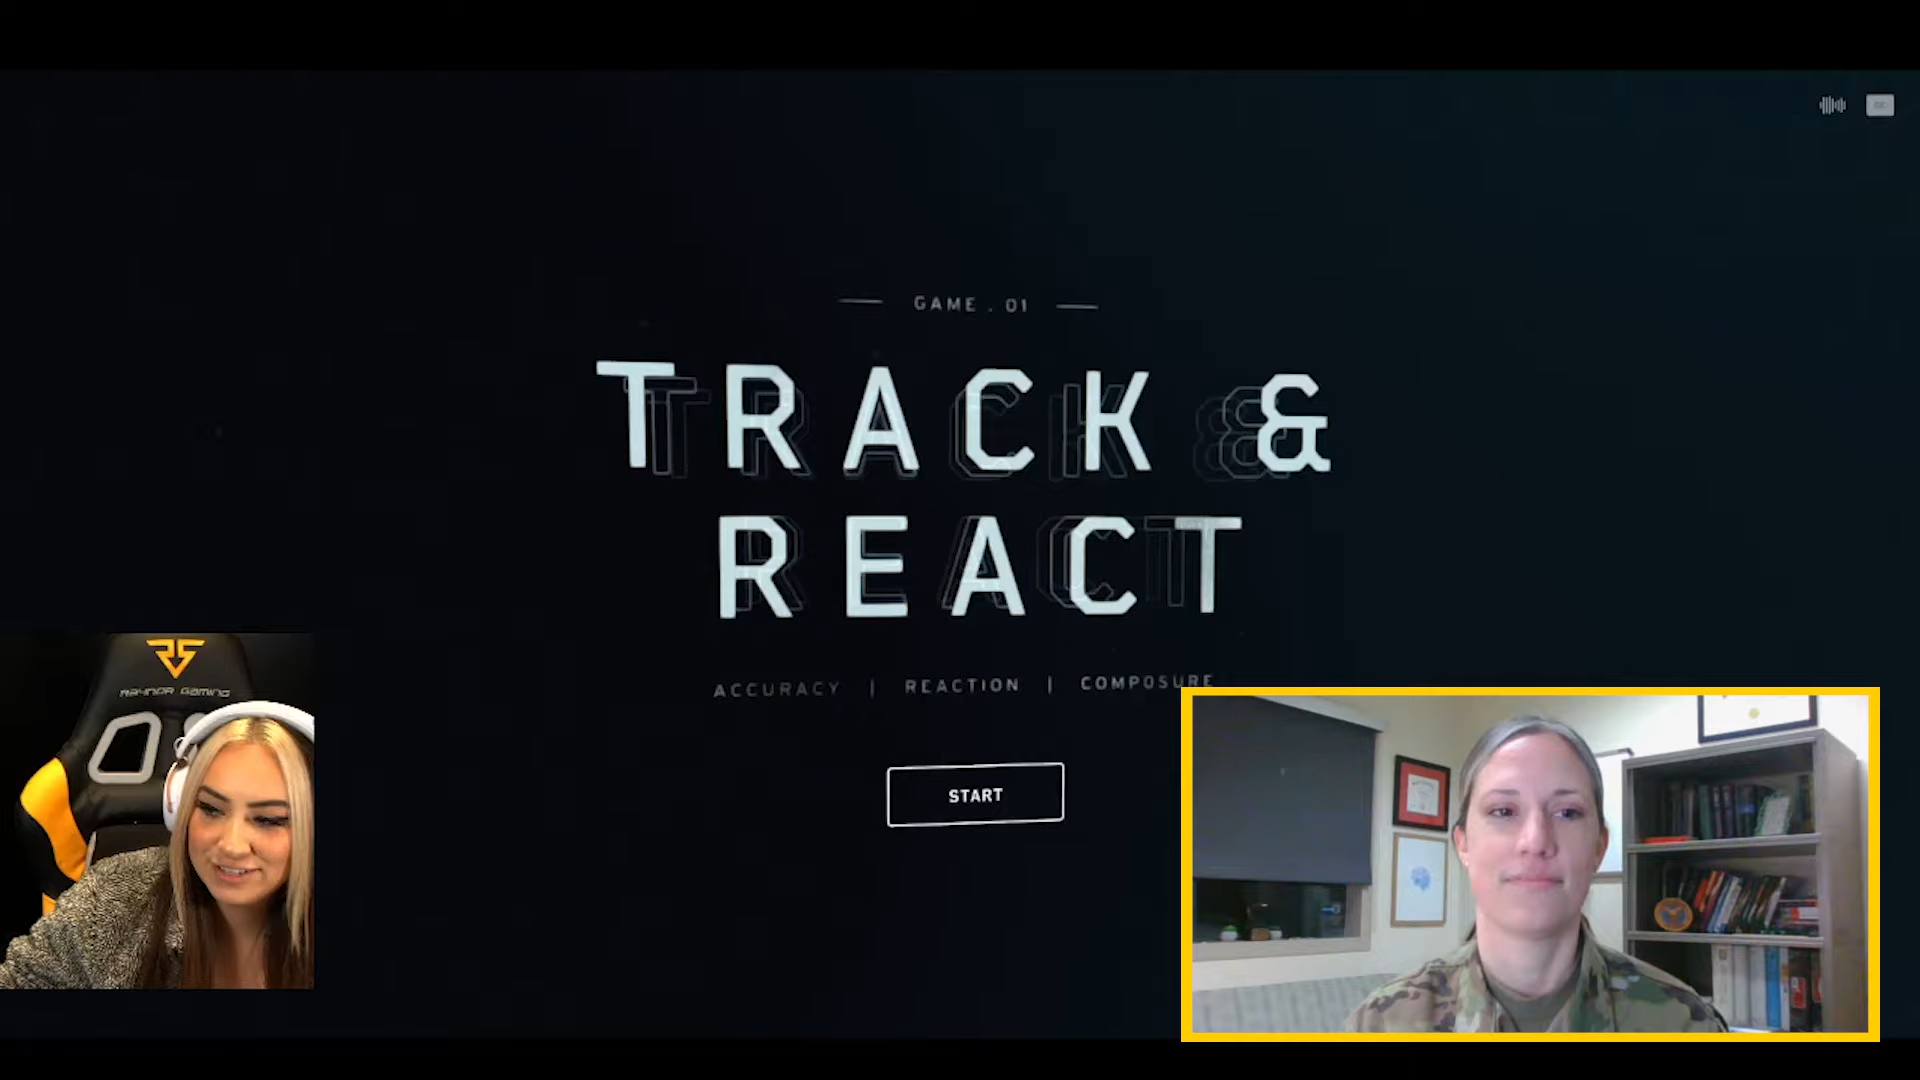 GAME . 01
TRACK &
REACT
ACCURACY | REACTION | COMPOSURE
START
RAYNOR GAMING